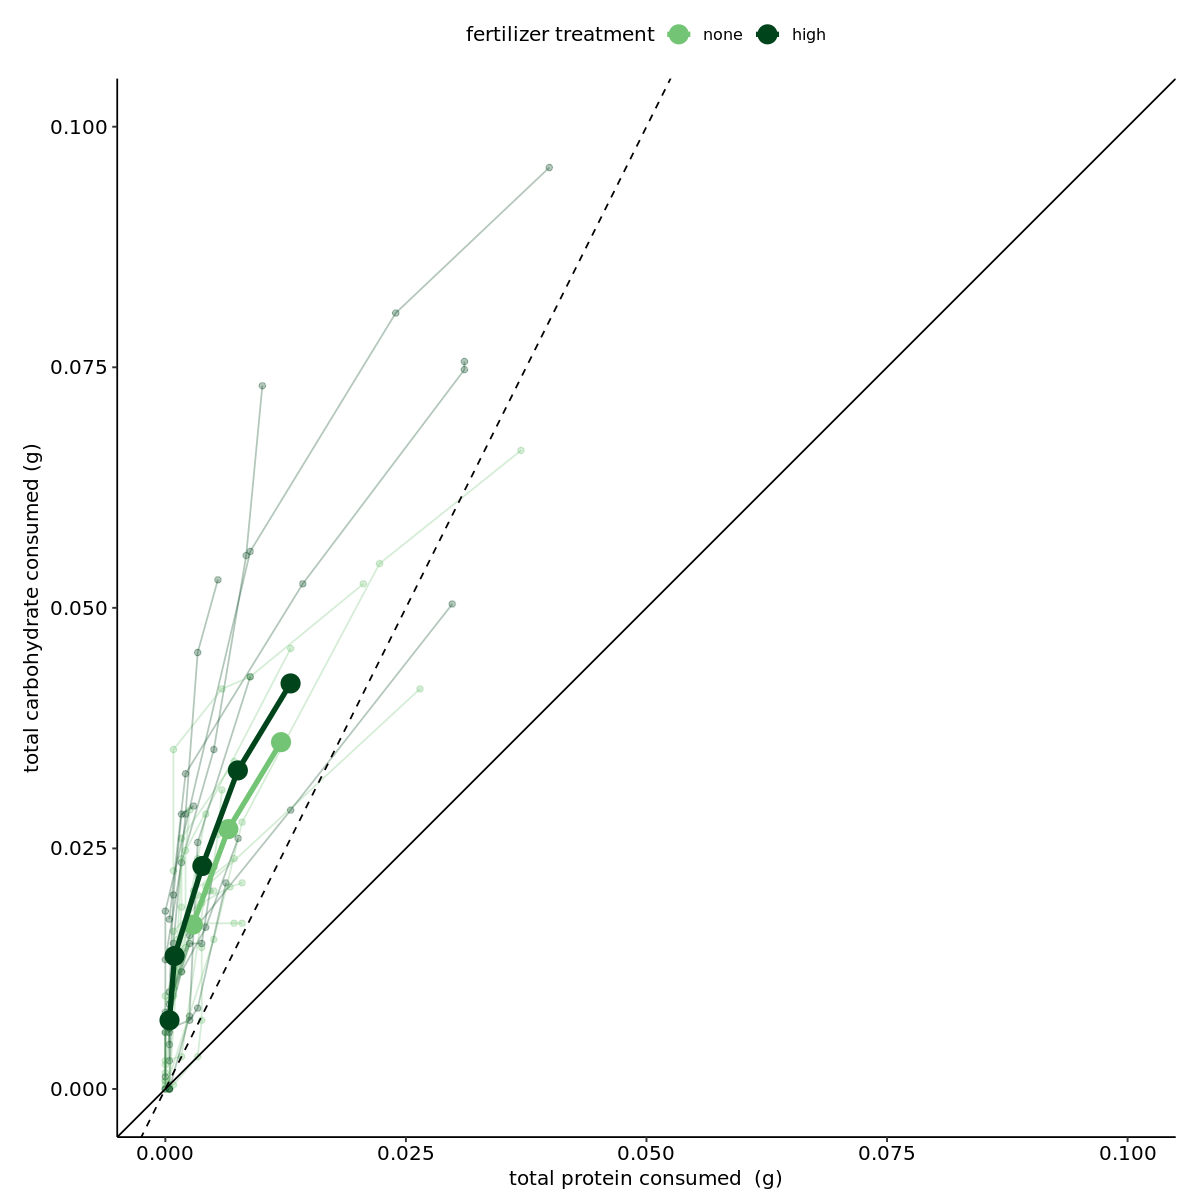 fertilizer treatment none high
0.100
0.075
0.050
0.025
0.000
total carbohydrate consumed (g)
0.000 0.025 0.050 0.075 0.100
total protein consumed  (g)